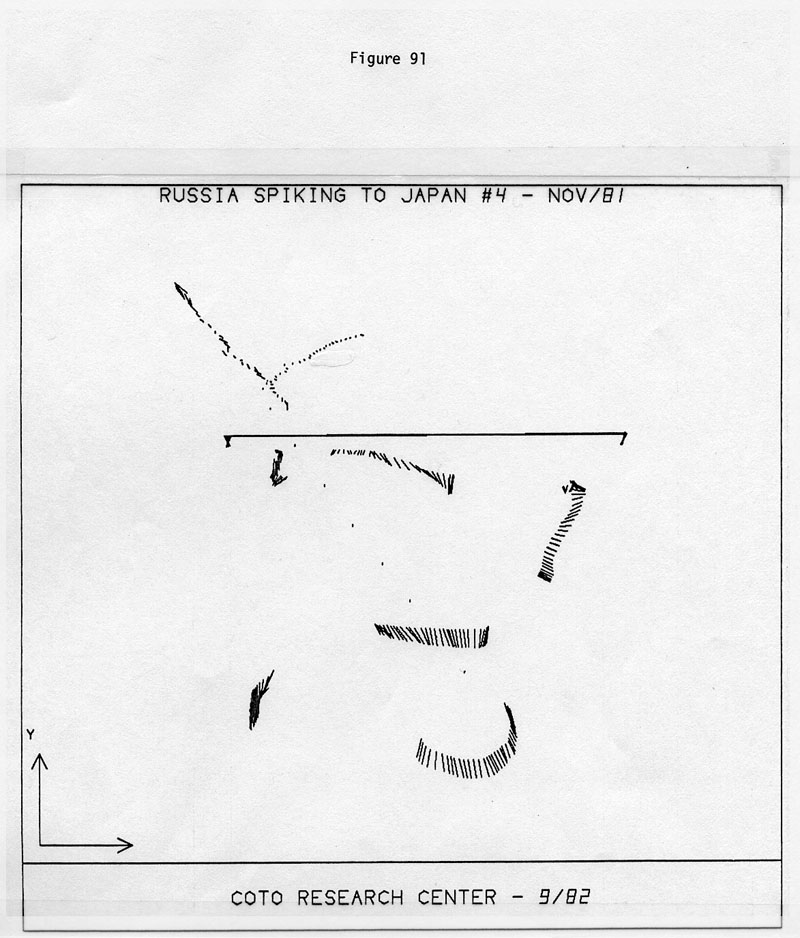 Figure 91
RUSSIA SPIKING TO JAPAN #4 - NOV/81
Y
COTO RESEARCH CENTER - 9/82